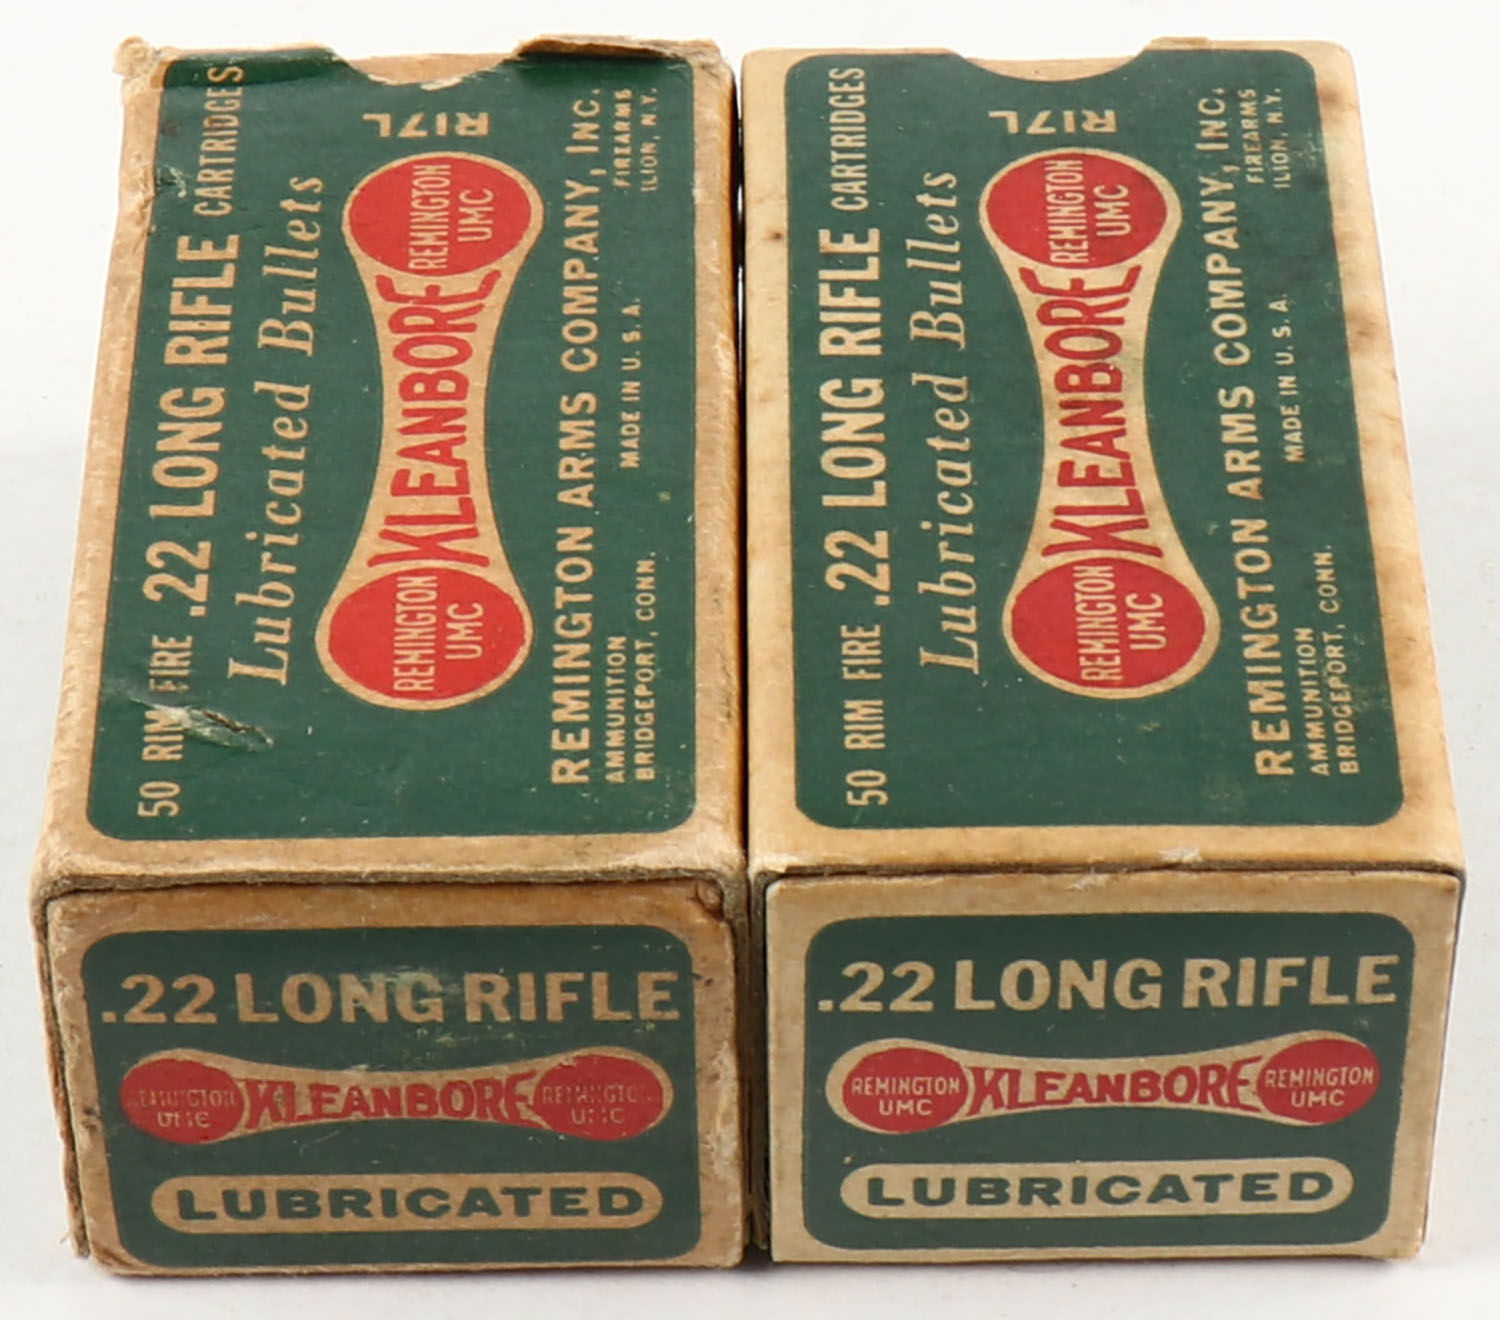 50 RIM FIRE .22 LONG RIFLE CARTRIDGES
Lubricated Bullets
REMINGTON UMC KLEANBORE REMINGTON UMC
R17L
REMINGTON ARMS COMPANY, INC.
AMMUNITION MADE IN U.S.A. FIREARMS
BRIDGEPORT, CONN. ILION, N.Y.
.22 LONG RIFLE
REMINGTON UMC KLEANBORE REMINGTON UMC
LUBRICATED
50 RIM FIRE .22 LONG RIFLE CARTRIDGES
Lubricated Bullets
REMINGTON UMC KLEANBORE REMINGTON UMC
R17L
REMINGTON ARMS COMPANY, INC.
AMMUNITION MADE IN U.S.A. FIREARMS
BRIDGEPORT, CONN. ILION, N.Y.
.22 LONG RIFLE
REMINGTON UMC KLEANBORE REMINGTON UMC
LUBRICATED